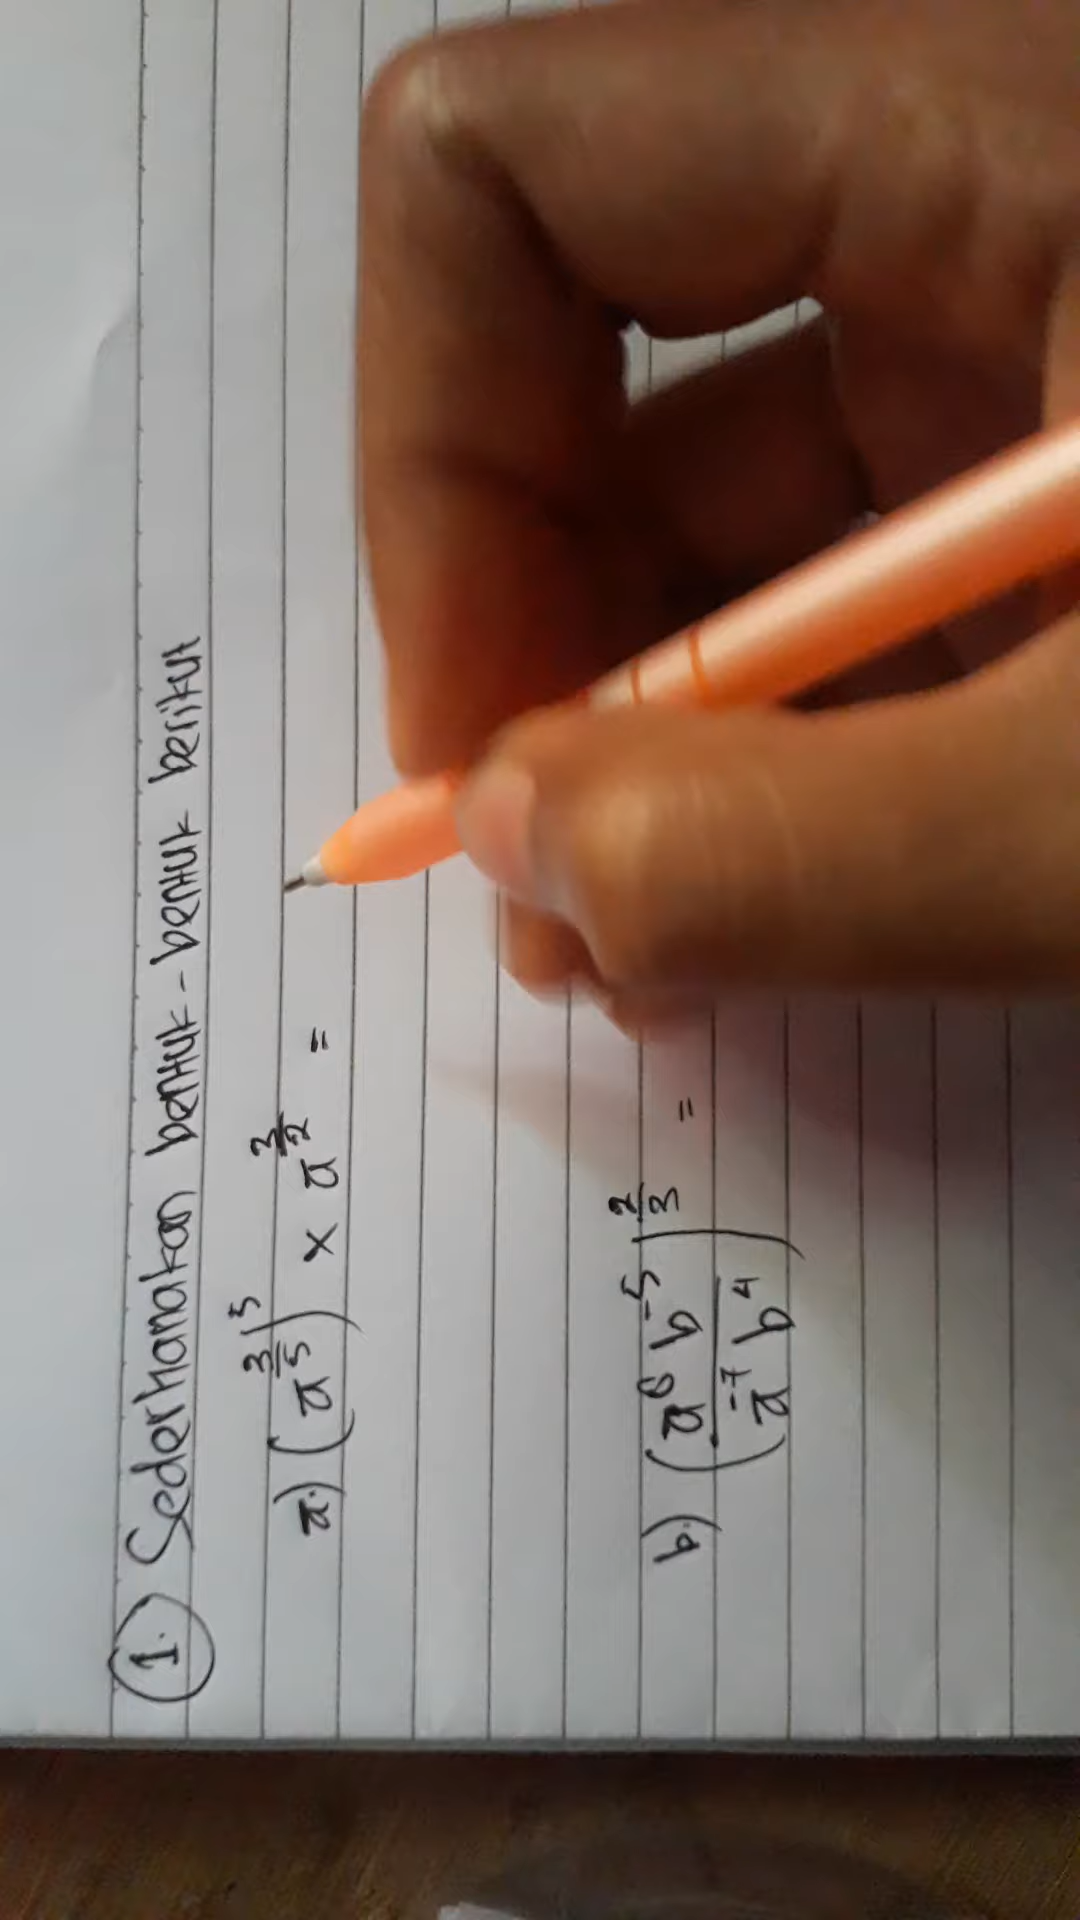 1. Sederhanakan bentuk-bentuk berikut
a.) (a^(3/5))^5 × a^(3/2) =
b.) (a^6 b^-5 / a^-7 b^4)^(2/3) =